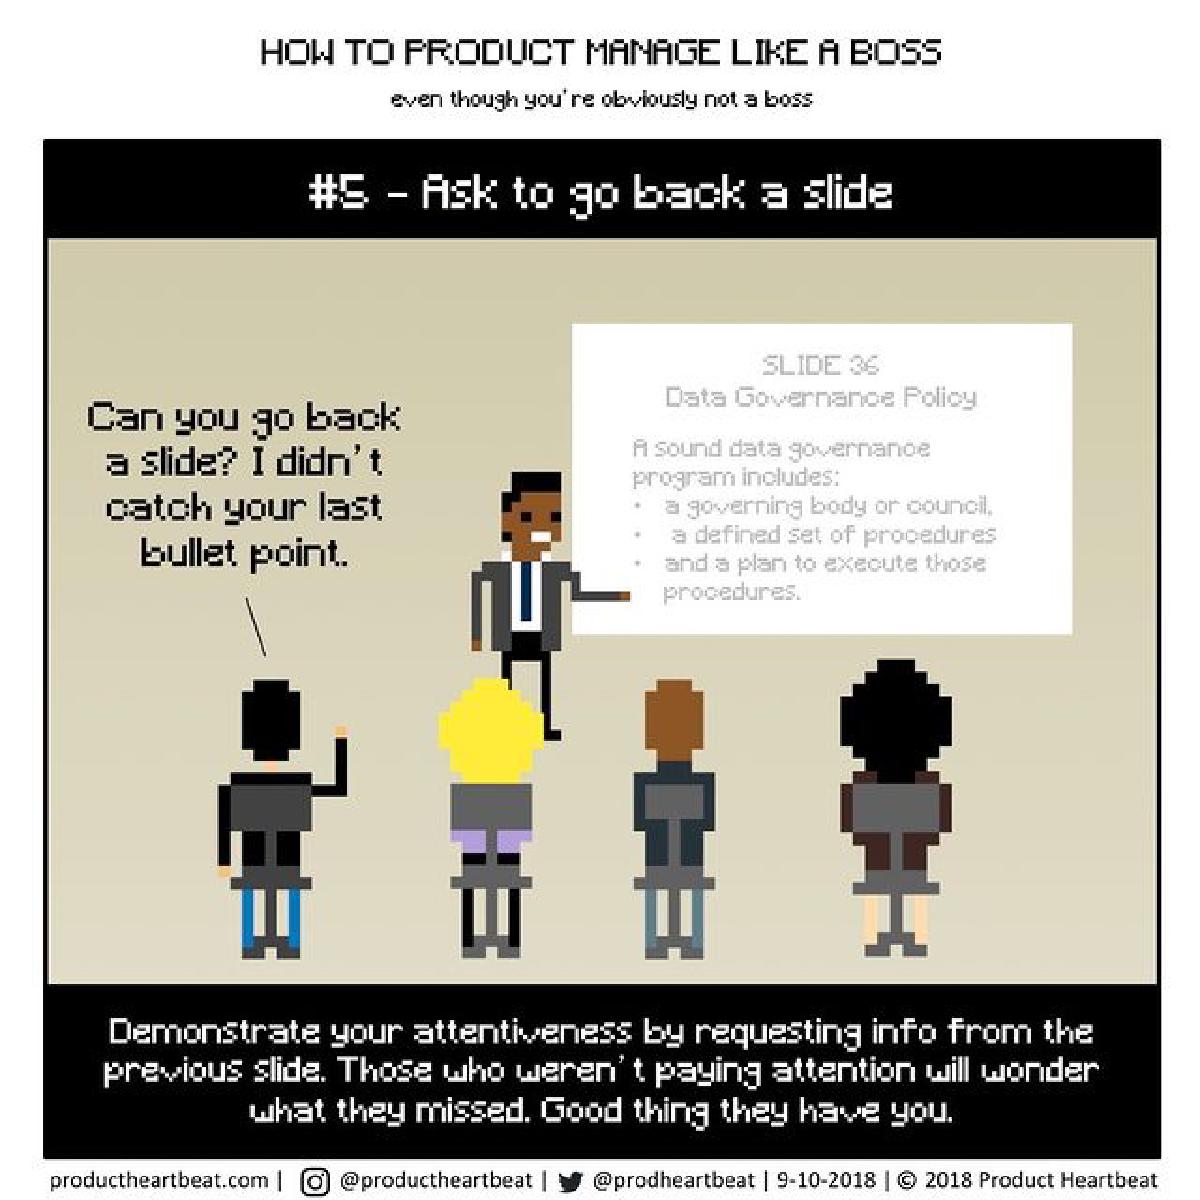 HOW TO PRODUCT MANAGE LIKE A BOSS
even though you're obviously not a boss
#5 - Ask to go back a slide
Can you go back
a slide? I didn't
catch your last
bullet point.
SLIDE 36
Data Governance Policy
A sound data governance
program includes:
• a governing body or council,
• a defined set of procedures
• and a plan to execute those
procedures.
Demonstrate your attentiveness by requesting info from the
previous slide. Those who weren't paying attention will wonder
what they missed. Good thing they have you.
productheartbeat.com | @productheartbeat | @prodheartbeat | 9-10-2018 | © 2018 Product Heartbeat